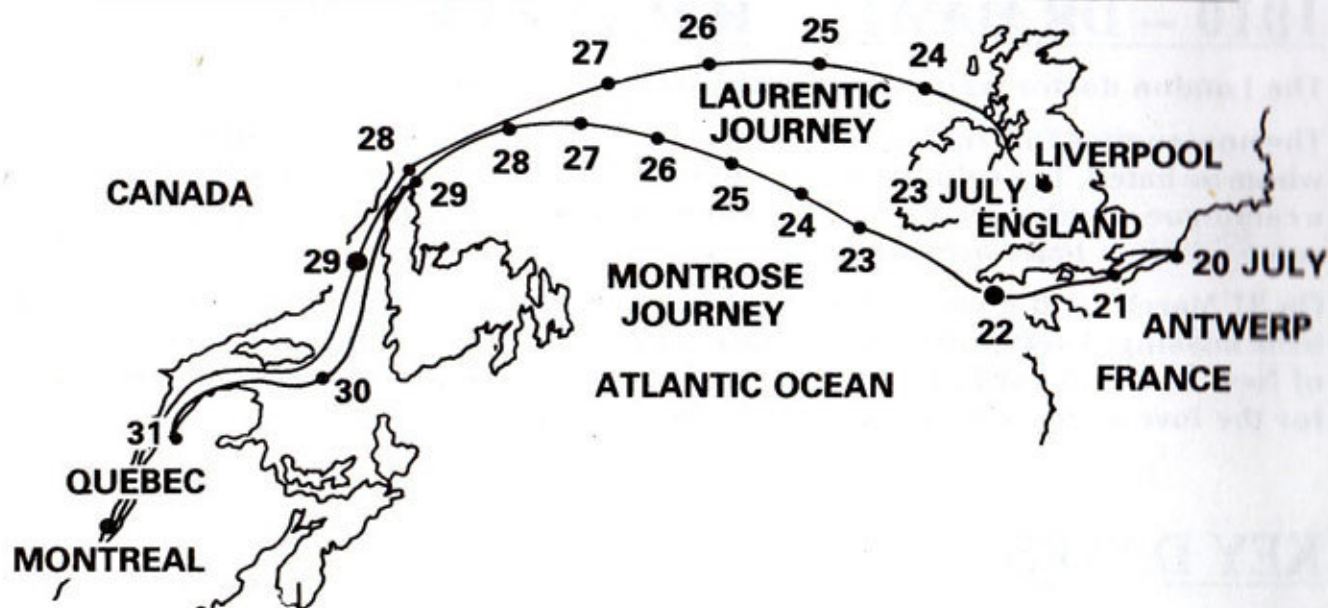 26
25
27
24
LAURENTIC
JOURNEY
28
28
27
26
LIVERPOOL
CANADA
29
25
23 JULY
24
ENGLAND
23
29
20 JULY
MONTROSE
JOURNEY
21
22
ANTWERP
30
ATLANTIC OCEAN
FRANCE
31
QUEBEC
MONTREAL